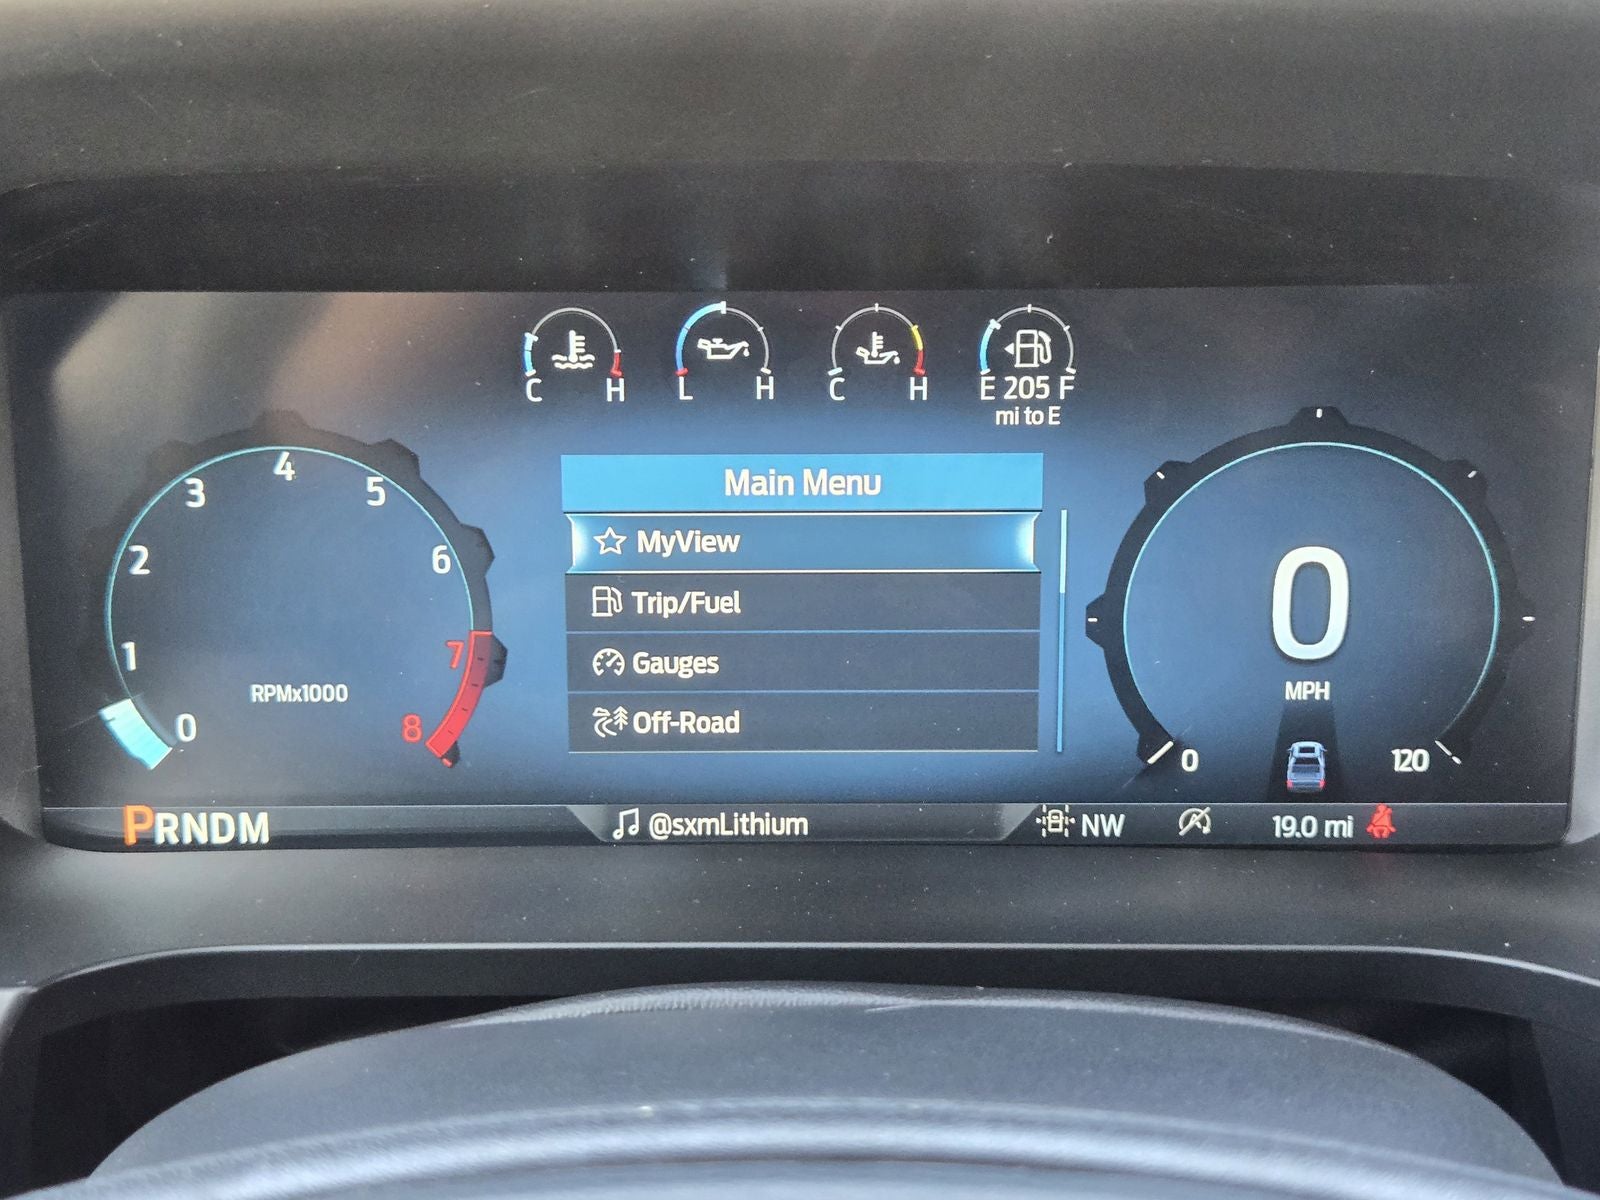 C H
L H
C H
E 205 F
mi to E
0
1
2
3
4
5
6
7
8
RPMx1000
Main Menu
MyView
Trip/Fuel
Gauges
Off-Road
0
MPH
0
120
PRNDM
@sxmLithium
NW
19.0 mi